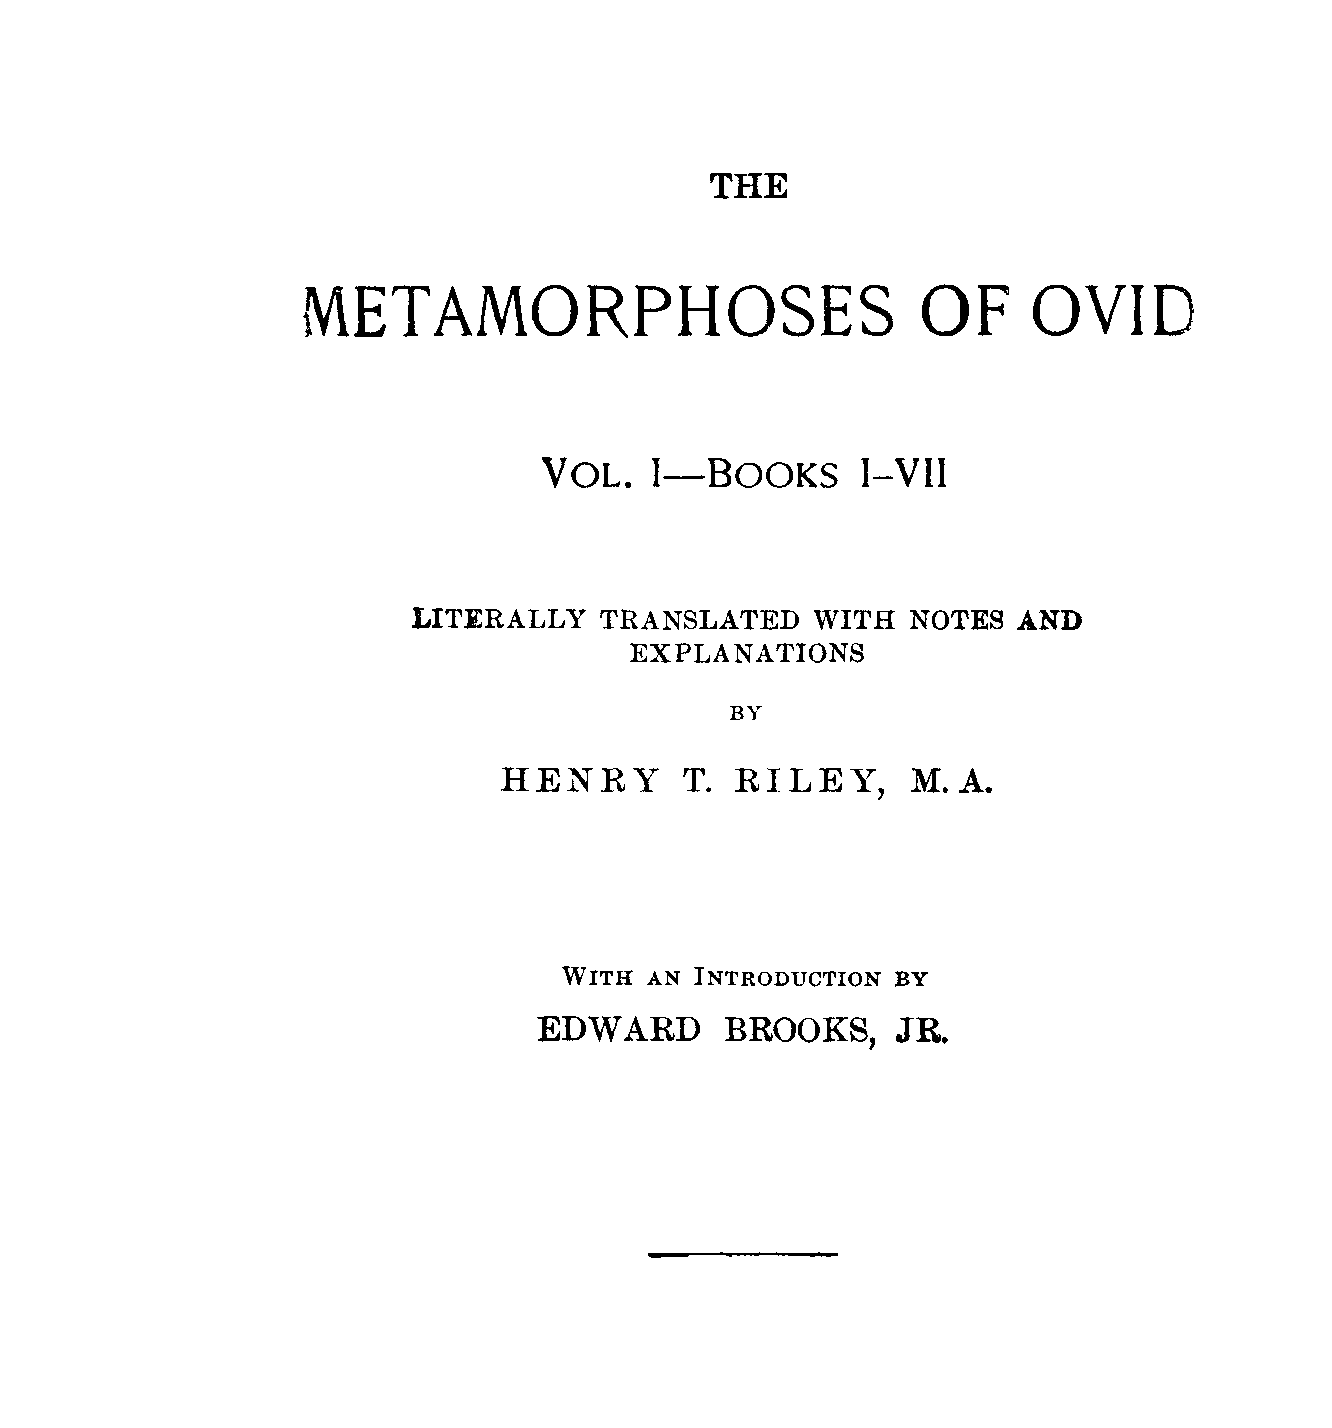 THE
METAMORPHOSES OF OVID
VOL. I—BOOKS I–VII
LITERALLY TRANSLATED WITH NOTES AND
EXPLANATIONS
BY
HENRY T. RILEY, M. A.
WITH AN INTRODUCTION BY
EDWARD BROOKS, JR.